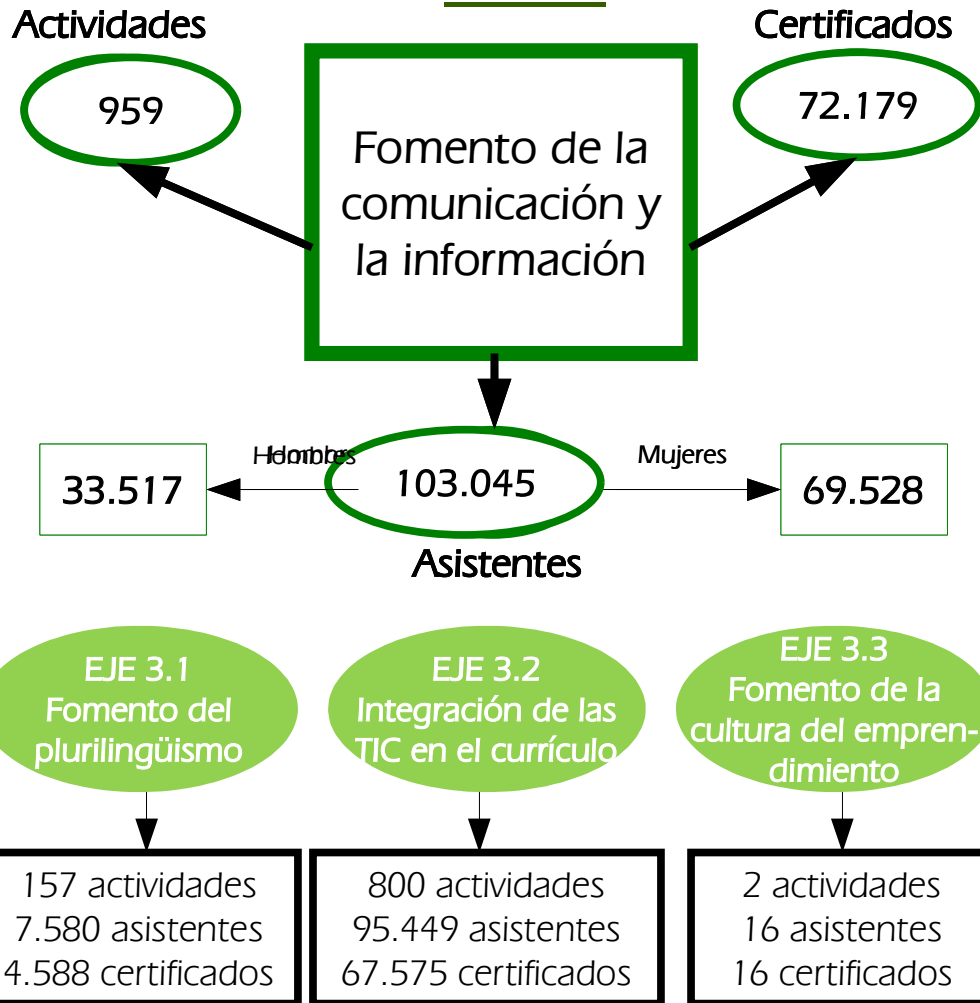 Actividades
959
Certificados
72.179
Fomento de la
comunicación y
la información
Hombres
Mujeres
33.517
103.045
69.528
Asistentes
EJE 3.1
Fomento del
plurilingüismo
EJE 3.2
Integración de las
TIC en el currículo
EJE 3.3
Fomento de la
cultura del empren-
dimiento
157 actividades
7.580 asistentes
4.588 certificados
800 actividades
95.449 asistentes
67.575 certificados
2 actividades
16 asistentes
16 certificados